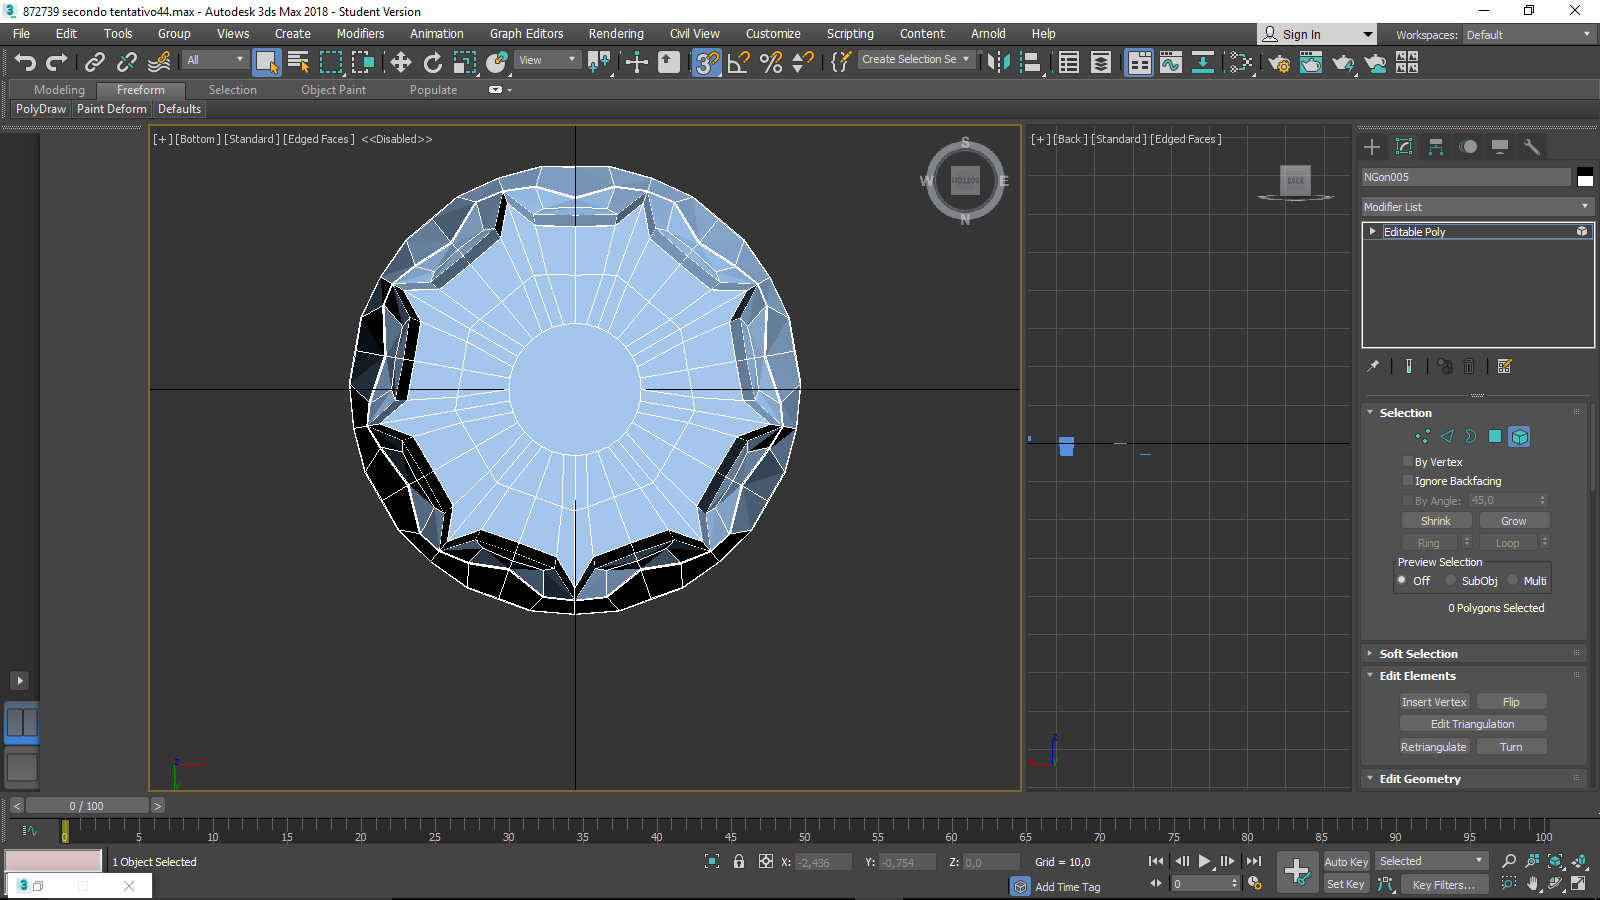 872739 secondo tentativo44.max - Autodesk 3ds Max 2018 - Student Version
File Edit Tools Group Views Create Modifiers Animation Graph Editors Rendering Civil View Customize Scripting Content Arnold Help Sign In Workspaces: Default
All View Create Selection Se
Modeling Freeform Selection Object Paint Populate
PolyDraw Paint Deform Defaults
[+] [Bottom] [Standard] [Edged Faces] <<Disabled>>
S
W E
N
BOTTOM
[+] [Back] [Standard] [Edged Faces]
BACK
NGon005
Modifier List
Editable Poly
Selection
By Vertex
Ignore Backfacing
By Angle: 45,0
Shrink Grow
Ring Loop
Preview Selection
Off SubObj Multi
0 Polygons Selected
Soft Selection
Edit Elements
Insert Vertex Flip
Edit Triangulation
Retriangulate Turn
Edit Geometry
z
y
z
x
y
< 0 / 100 >
0 5 10 15 20 25 30 35 40 45 50 55 60 65 70 75 80 85 90 95 100
1 Object Selected X: -2,436 Y: -0,754 Z: 0,0 Grid = 10,0 Auto Key Selected
Add Time Tag 0 Set Key Key Filters...
3